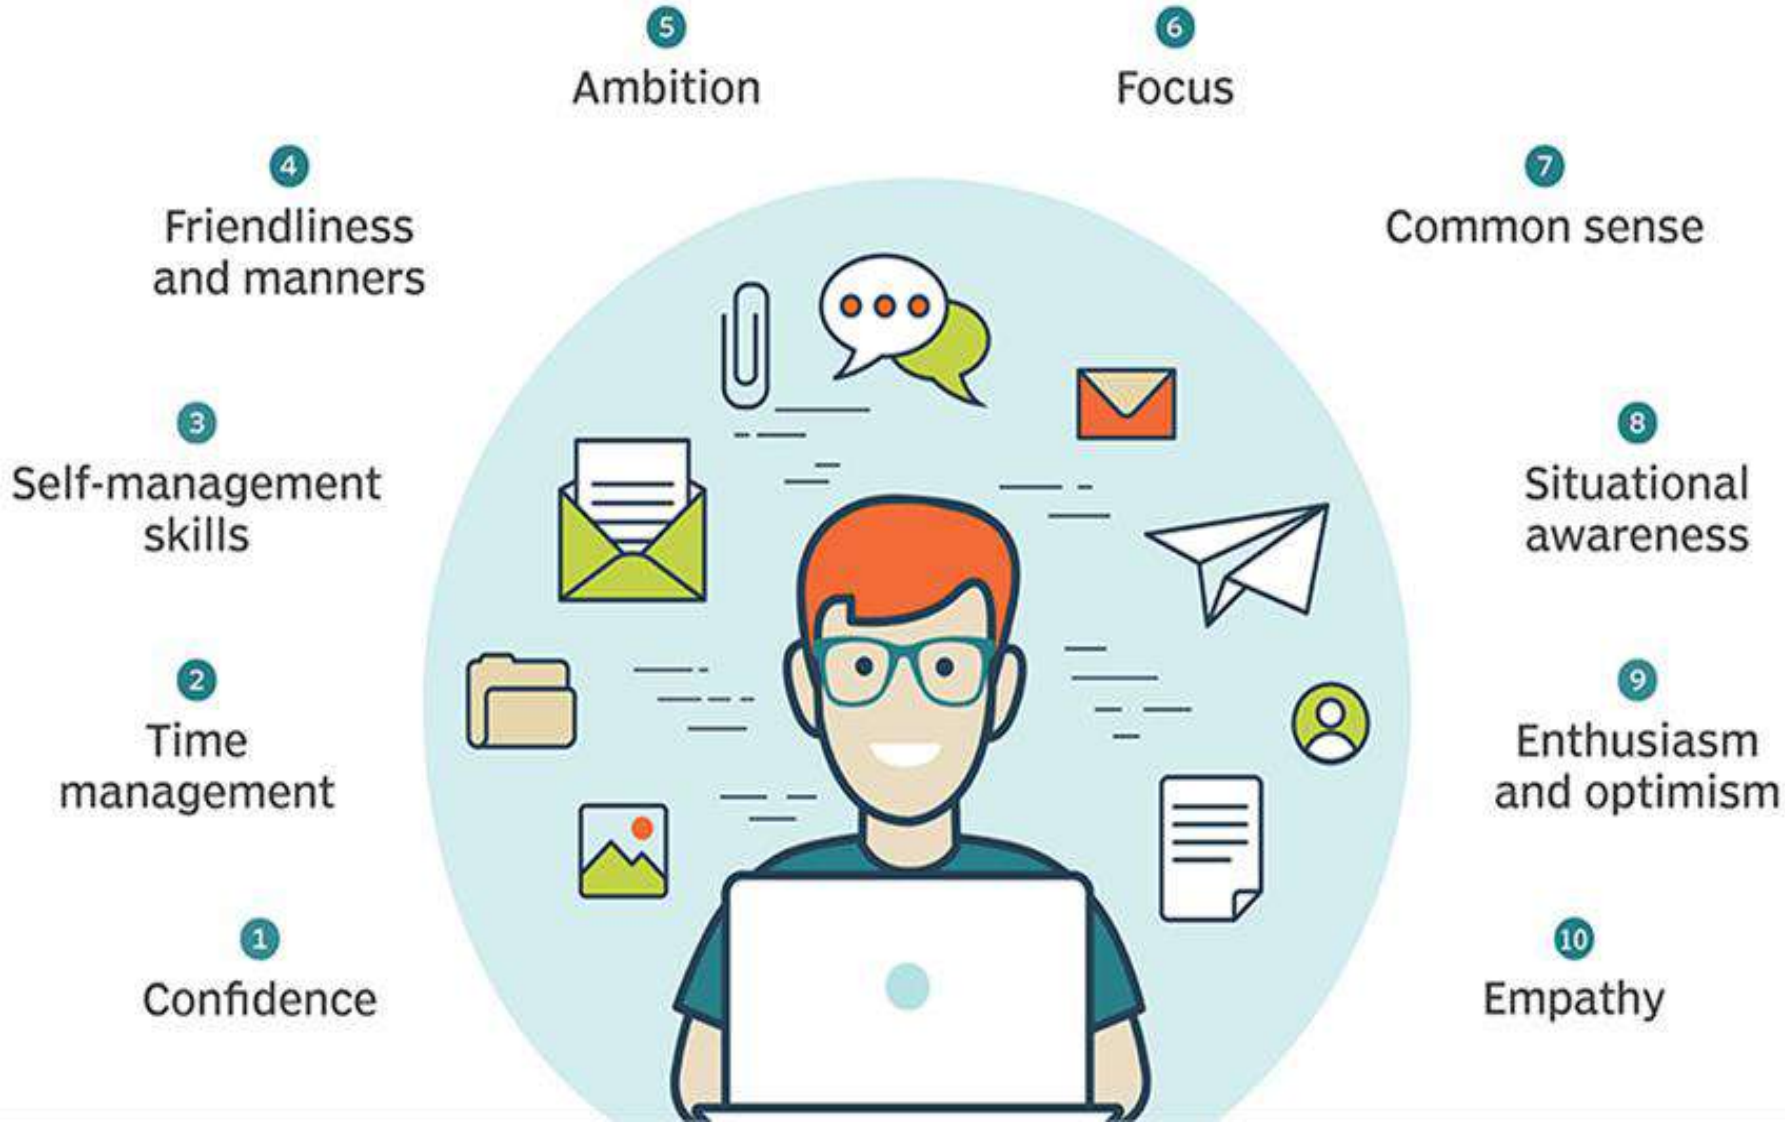 1
Confidence
2
Time
management
3
Self-management
skills
4
Friendliness
and manners
5
Ambition
6
Focus
7
Common sense
8
Situational
awareness
9
Enthusiasm
and optimism
10
Empathy